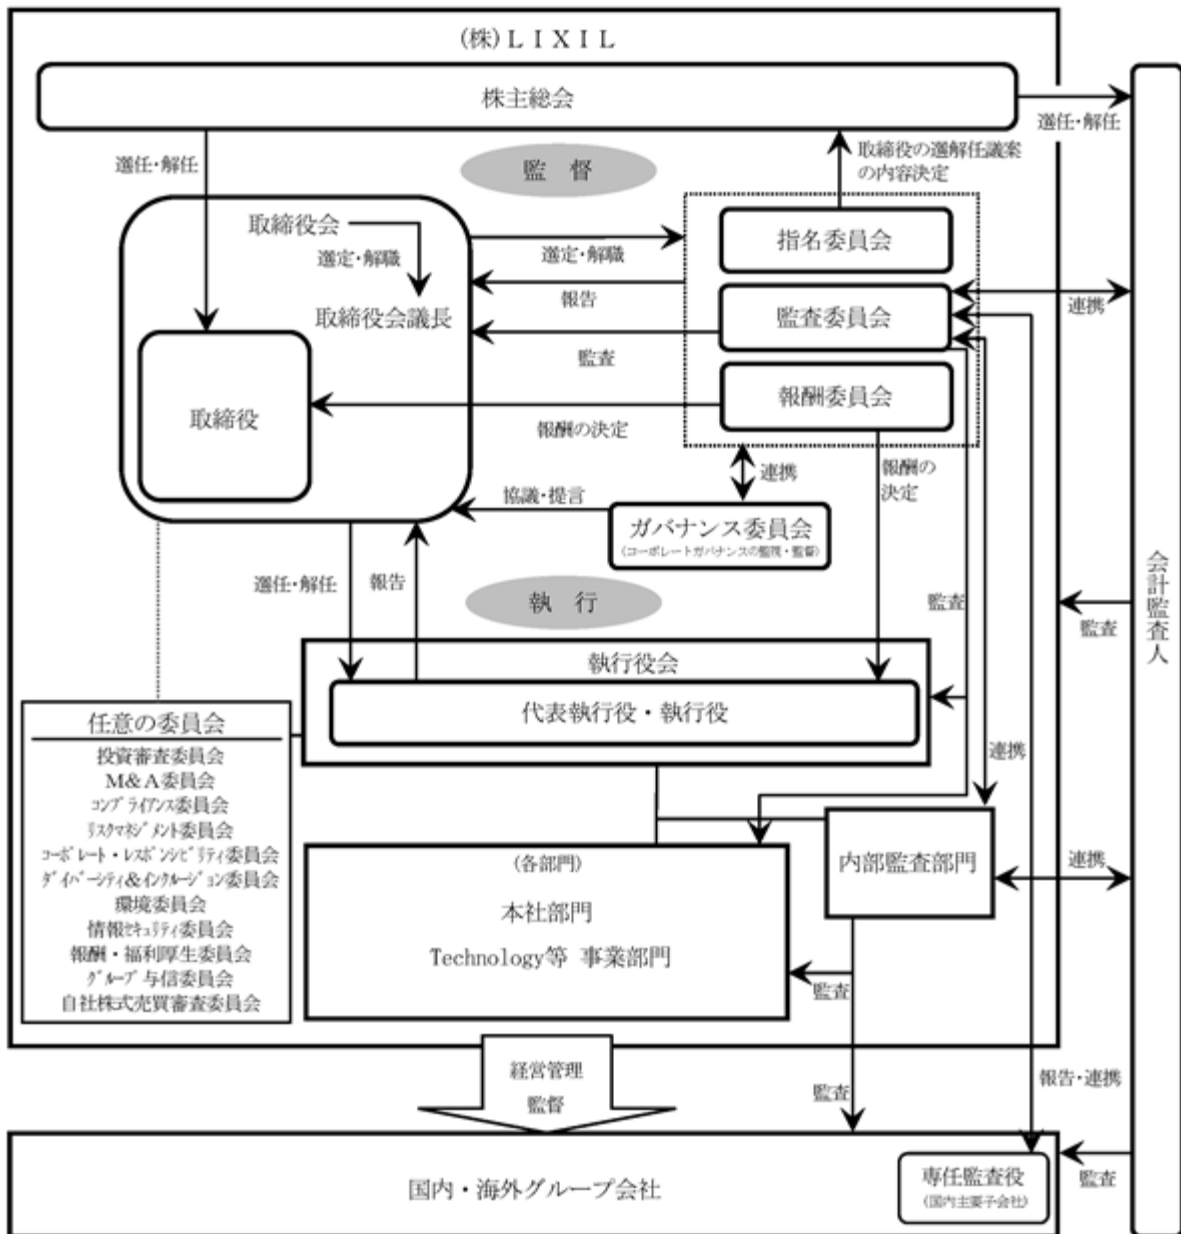 (株)ＬＩＸＩＬ
株主総会
選任・解任
選任・解任
監 督
取締役の選解任議案
の内容決定
取締役会
選定・解職
取締役会議長
選定・解職
報告
監査
指名委員会
監査委員会
報酬委員会
連携
取締役
報酬の決定
連携
報酬の
決定
協議・提言
ガバナンス委員会
(コーポレートガバナンスの監視・監督)
会計監査人
選任・解任
報告
執 行
監査
監査
執行役会
代表執行役・執行役
任意の委員会
投資審査委員会
Ｍ&Ａ委員会
ｺﾝﾌﾟﾗｲｱﾝｽ委員会
ﾘｽｸﾏﾈｼﾞﾒﾝﾄ委員会
ｺｰﾎﾟﾚｰﾄ・ﾚｽﾎﾟﾝｼﾋﾞﾘﾃｨ委員会
ﾀﾞｲﾊﾞｰｼﾃｨ&ｲﾝｸﾙｰｼﾞｮﾝ委員会
環境委員会
情報ｾｷｭﾘﾃｨ委員会
報酬・福利厚生委員会
ｸﾞﾙｰﾌﾟ与信委員会
自社株式売買審査委員会
連携
(各部門)
本社部門
Technology等 事業部門
内部監査部門
連携
監査
経営管理
監督
監査
報告・連携
国内・海外グループ会社
専任監査役
(国内主要子会社)
監査